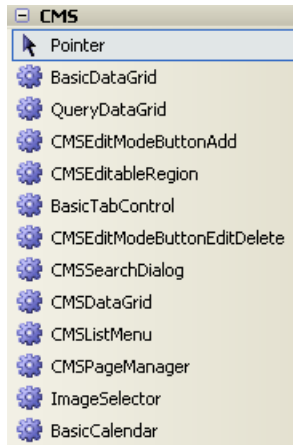 CMS
Pointer
BasicDataGrid
QueryDataGrid
CMSEditModeButtonAdd
CMSEditableRegion
BasicTabControl
CMSEditModeButtonEditDelete
CMSSearchDialog
CMSDataGrid
CMSListMenu
CMSPageManager
ImageSelector
BasicCalendar